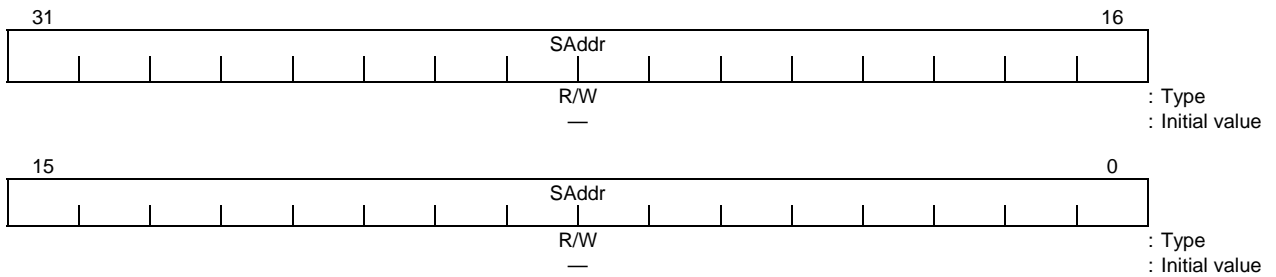 31 16
SAddr
R/W : Type
— : Initial value
15 0
SAddr
R/W : Type
— : Initial value